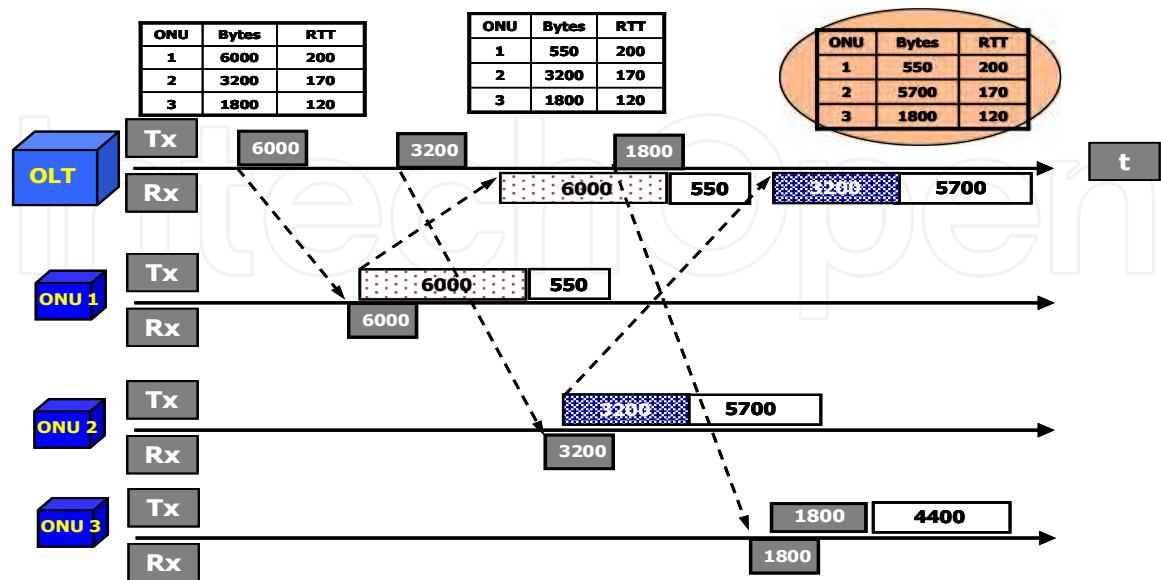 ONU Bytes RTT
1 6000 200
2 3200 170
3 1800 120
ONU Bytes RTT
1 550 200
2 3200 170
3 1800 120
ONU Bytes RTT
1 550 200
2 5700 170
3 1800 120
OLT
Tx
6000
3200
1800
t
Rx
6000
550
3200
5700
IntechOpen
ONU 1
Tx
6000
550
Rx
6000
ONU 2
Tx
3200
5700
Rx
3200
ONU 3
Tx
1800
4400
Rx
1800